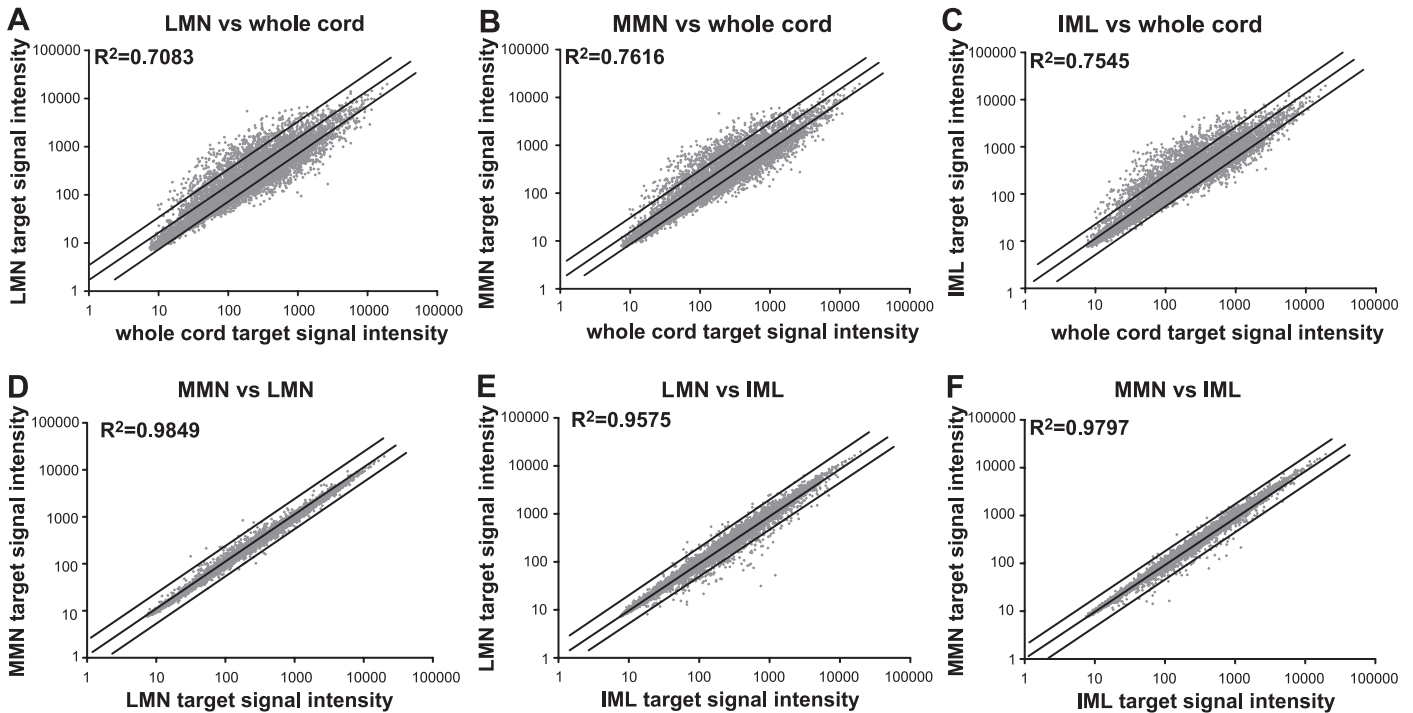 A
LMN vs whole cord
R²=0.7083
LMN target signal intensity
100000
10000
1000
100
10
1
1
10
100
1000
10000
100000
whole cord target signal intensity
B
MMN vs whole cord
R²=0.7616
MMN target signal intensity
100000
10000
1000
100
10
1
1
10
100
1000
10000
100000
whole cord target signal intensity
C
IML vs whole cord
R²=0.7545
IML target signal intensity
100000
10000
1000
100
10
1
1
10
100
1000
10000
100000
whole cord target signal intensity
D
MMN vs LMN
R²=0.9849
MMN target signal intensity
100000
10000
1000
100
10
1
1
10
100
1000
10000
100000
LMN target signal intensity
E
LMN vs IML
R²=0.9575
LMN target signal intensity
100000
10000
1000
100
10
1
1
10
100
1000
10000
100000
IML target signal intensity
F
MMN vs IML
R²=0.9797
MMN target signal intensity
100000
10000
1000
100
10
1
1
10
100
1000
10000
100000
IML target signal intensity